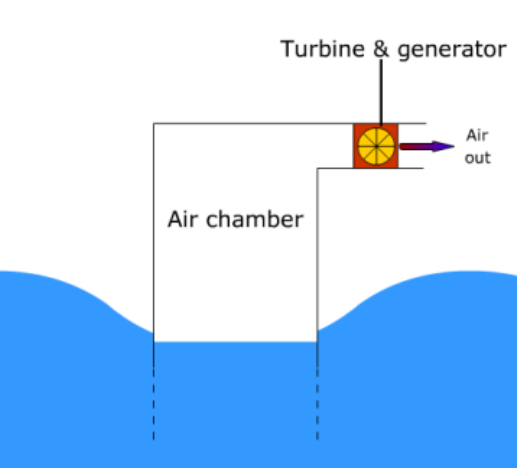 Turbine & generator
Air
out
Air chamber